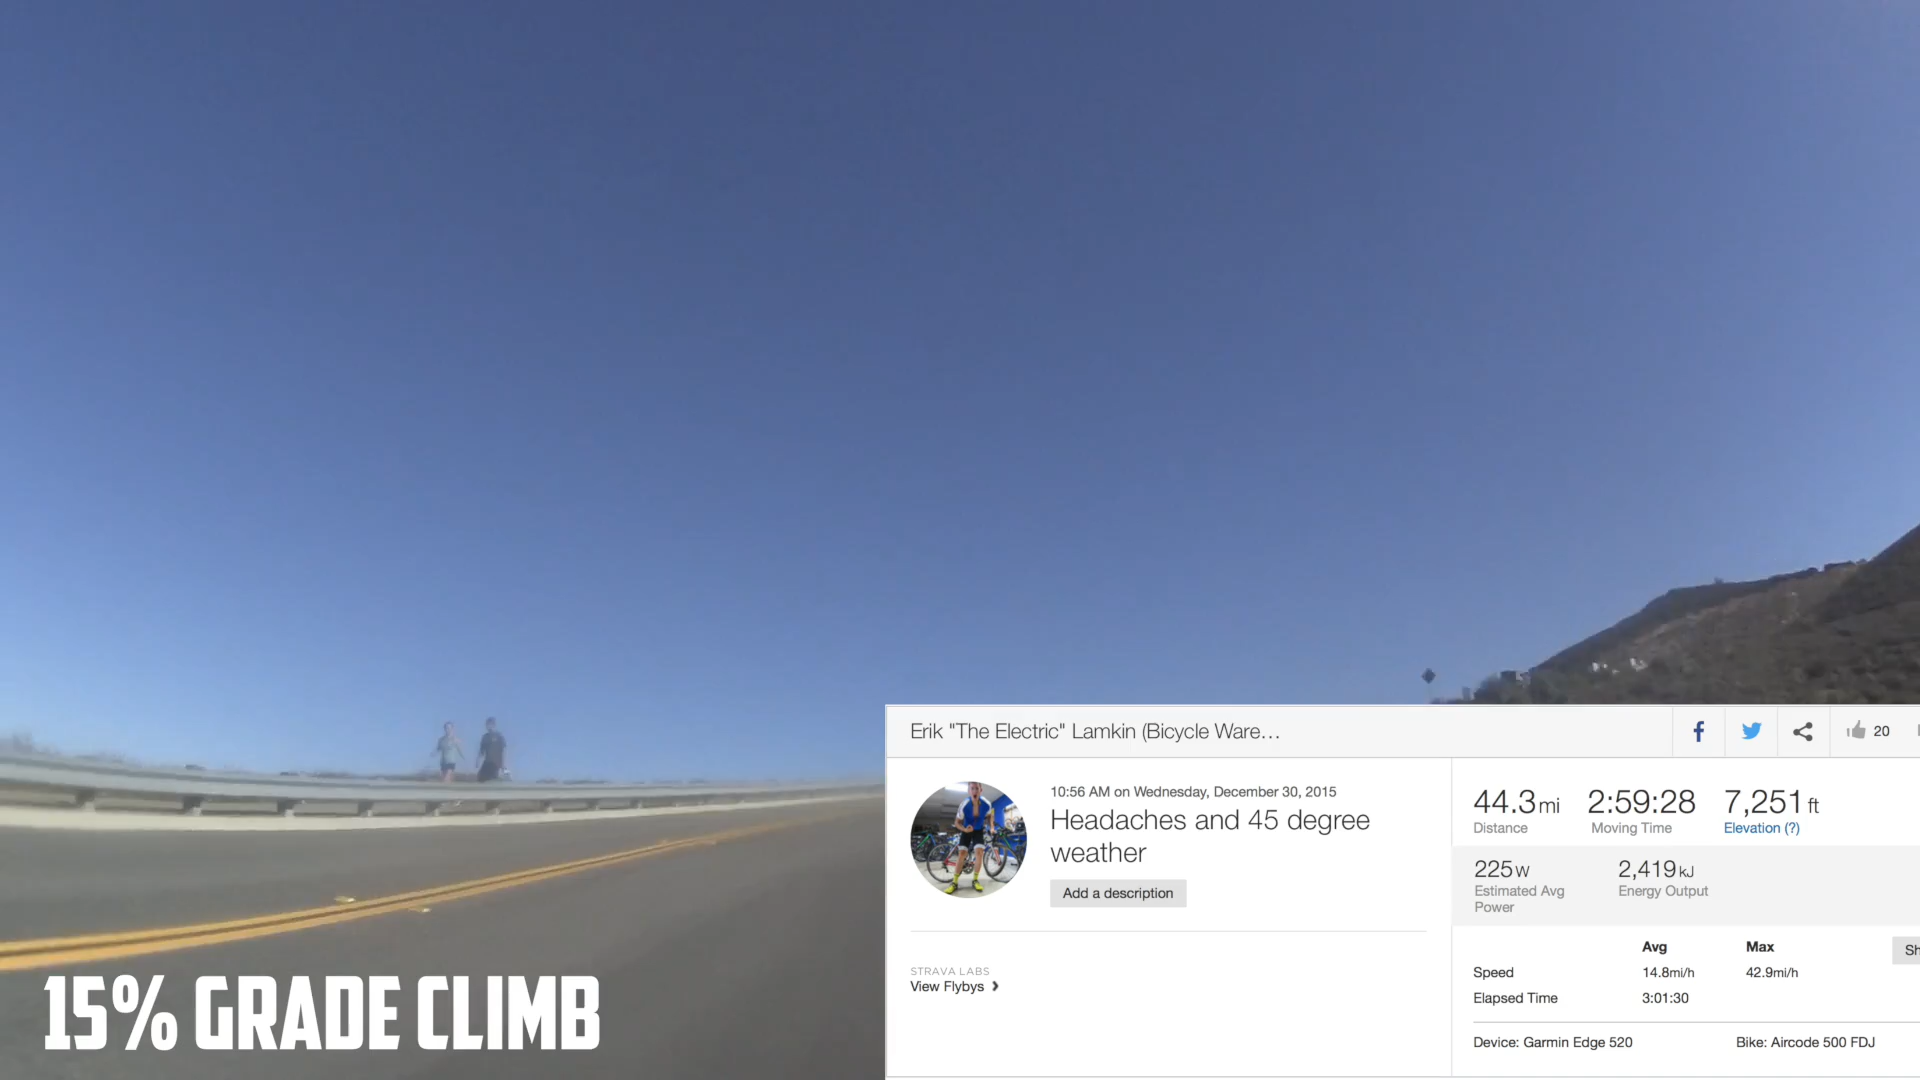 Erik "The Electric" Lamkin (Bicycle Ware...
20
10:56 AM on Wednesday, December 30, 2015
Headaches and 45 degree
weather
Add a description
STRAVA LABS
View Flybys
44.3mi 2:59:28 7,251 ft
Distance Moving Time Elevation (?)
225W 2,419 kJ
Estimated Avg Energy Output
Power
Avg Max
Sh
Speed 14.8mi/h 42.9mi/h
Elapsed Time 3:01:30
Device: Garmin Edge 520 Bike: Aircode 500 FDJ
15% GRADE CLIMB